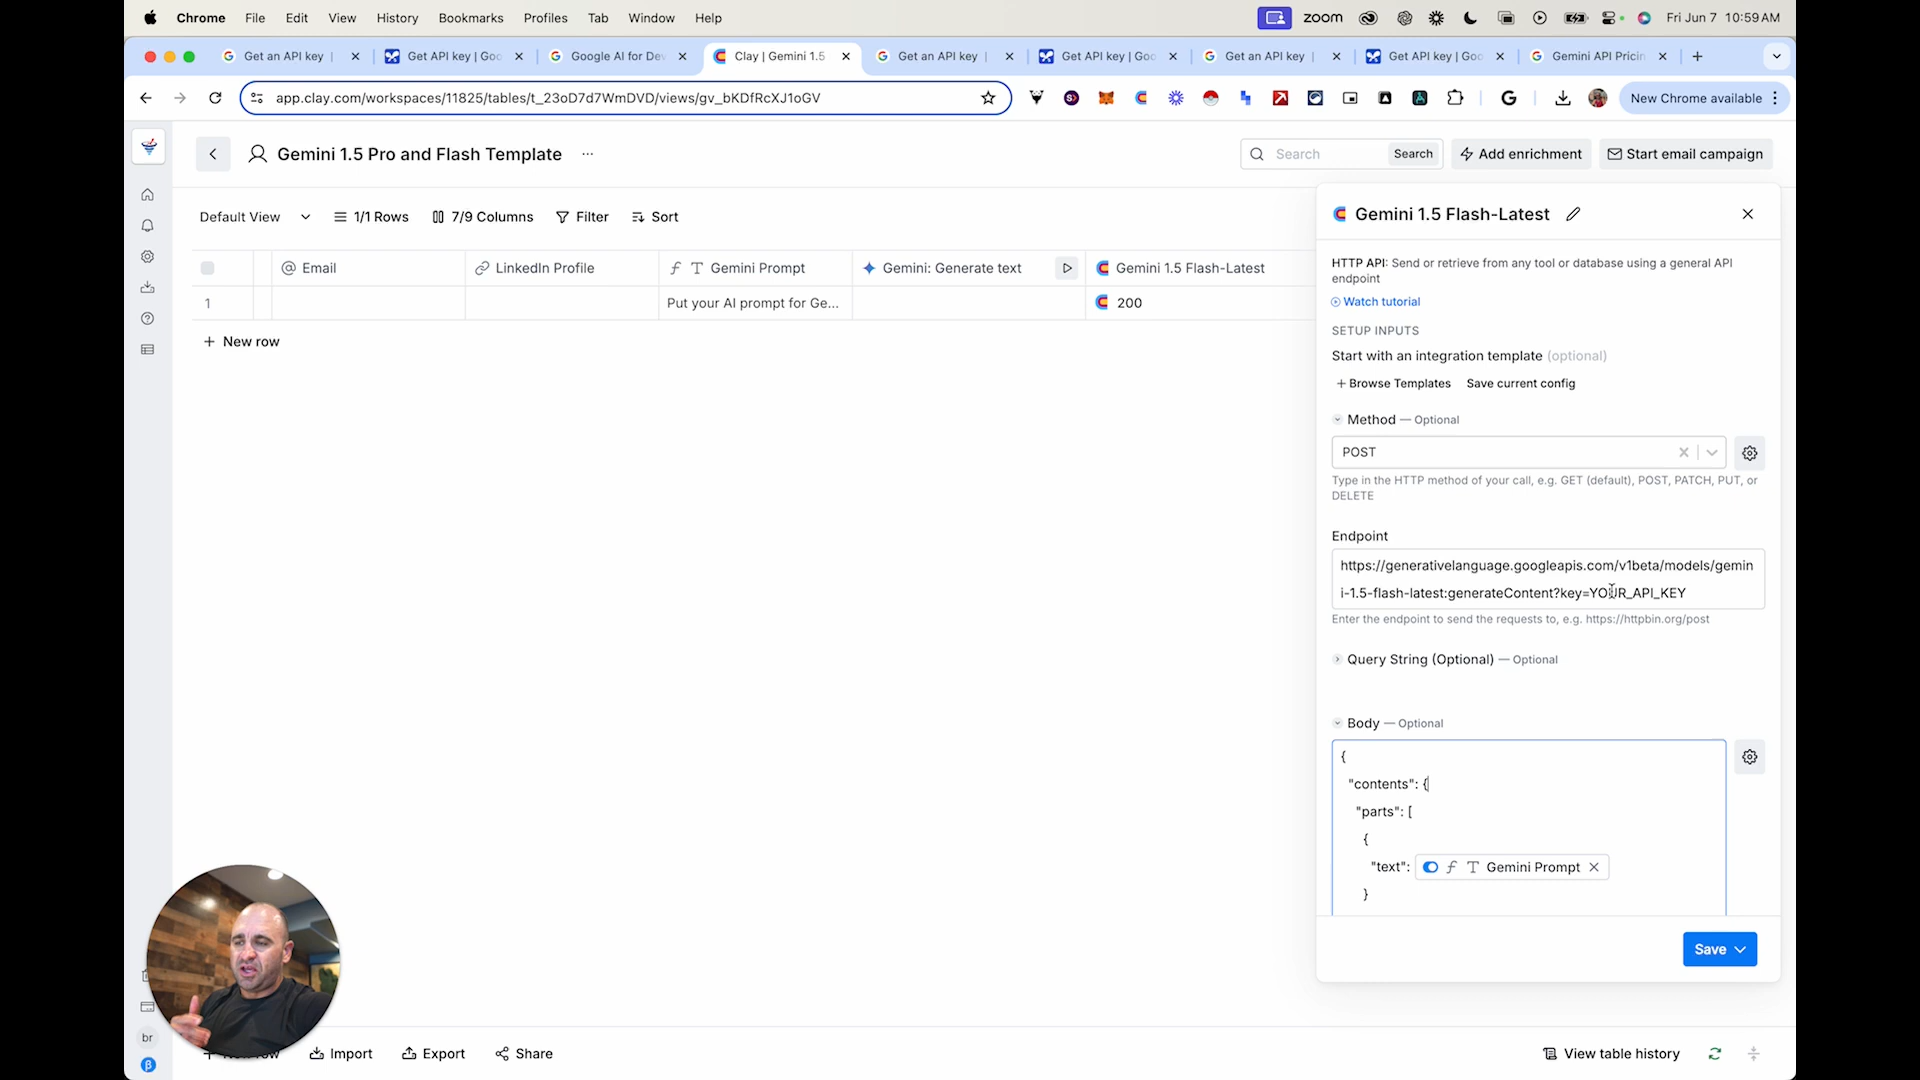 Chrome File Edit View History Bookmarks Profiles Tab Window Help zoom Fri Jun 7 10:59 AM
Get an API key Get API key | Goo Google AI for Dev Clay | Gemini 1.5 Get an API key Get API key | Goo Get an API key Get API key | Goo Gemini API Pricin
app.clay.com/workspaces/11825/tables/t_23oD7d7WmDVD/views/gv_bKDfRcXJ1oGV New Chrome available
Gemini 1.5 Pro and Flash Template ... Search Search Add enrichment Start email campaign
Default View 1/1 Rows 7/9 Columns Filter Sort
Email LinkedIn Profile Gemini Prompt Gemini: Generate text Gemini 1.5 Flash-Latest
1 Put your AI prompt for Ge... 200
+ New row
Gemini 1.5 Flash-Latest
HTTP API: Send or retrieve from any tool or database using a general API
endpoint
Watch tutorial
SETUP INPUTS
Start with an integration template (optional)
+ Browse Templates Save current config
Method — Optional
POST
Type in the HTTP method of your call, e.g. GET (default), POST, PATCH, PUT, or
DELETE
Endpoint
https://generativelanguage.googleapis.com/v1beta/models/gemin
i-1.5-flash-latest:generateContent?key=YOUR_API_KEY
Enter the endpoint to send the requests to, e.g. https://httpbin.org/post
Query String (Optional) — Optional
Body — Optional
{
"contents": {
"parts": [
{
"text": Gemini Prompt
}
Save
br
Import Export Share View table history